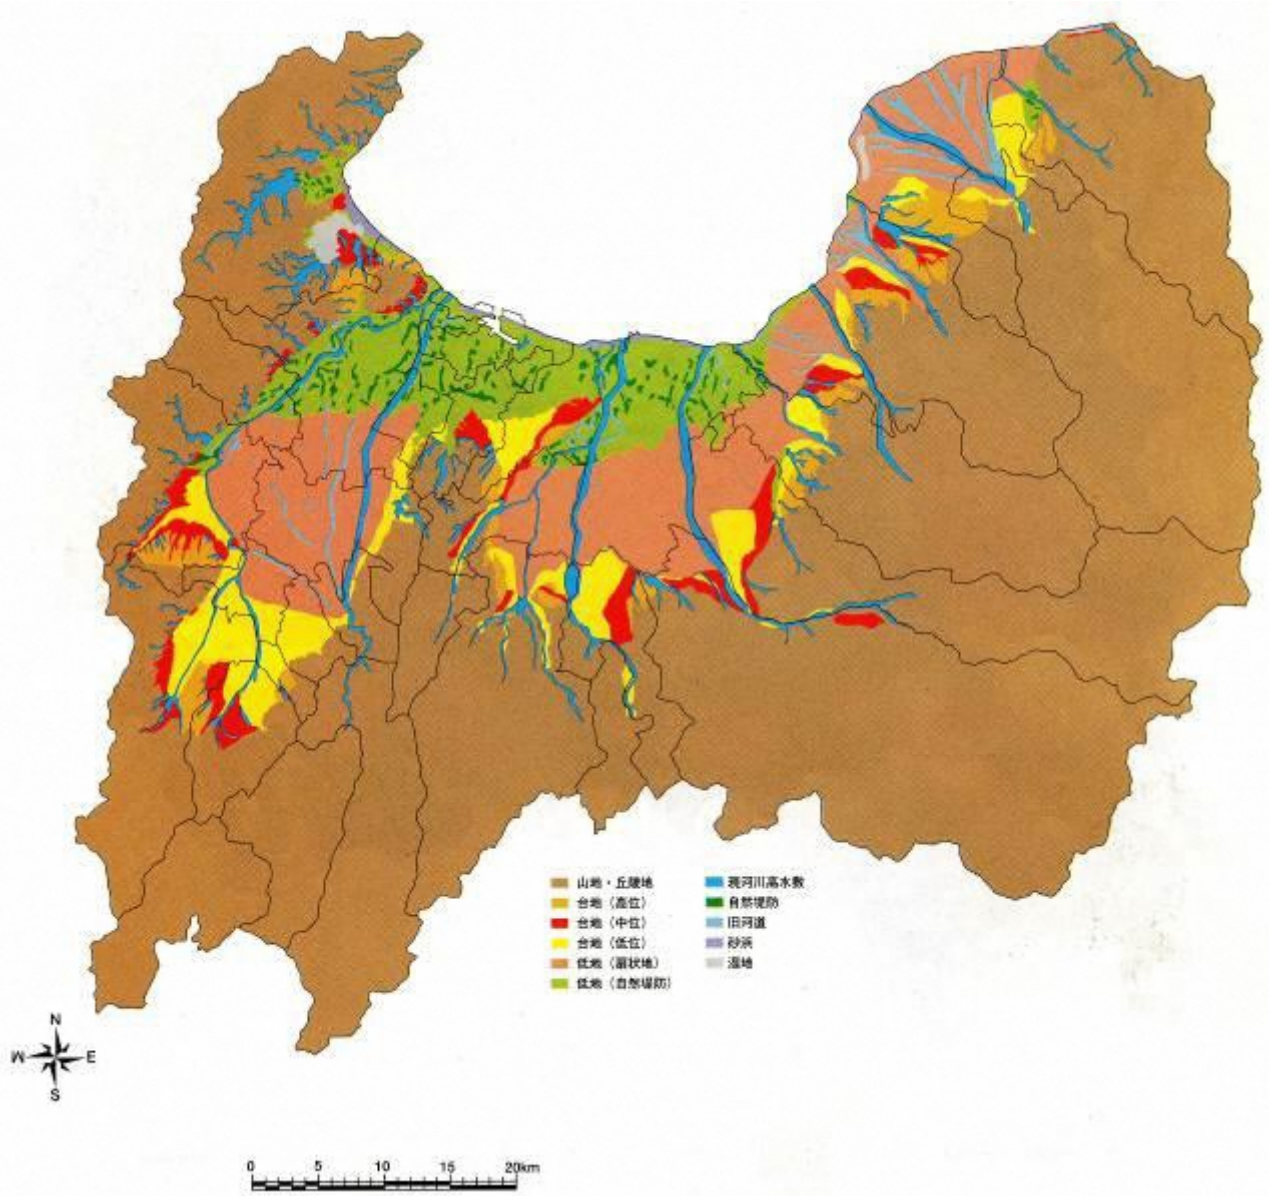 山地・丘陵地
台地（高位）
台地（中位）
台地（低位）
低地（扇状地）
低地（自然堤防）
現河川高水敷
自然堤防
旧河道
砂浜
湿地
N
W
E
S
0 5 10 15 20km